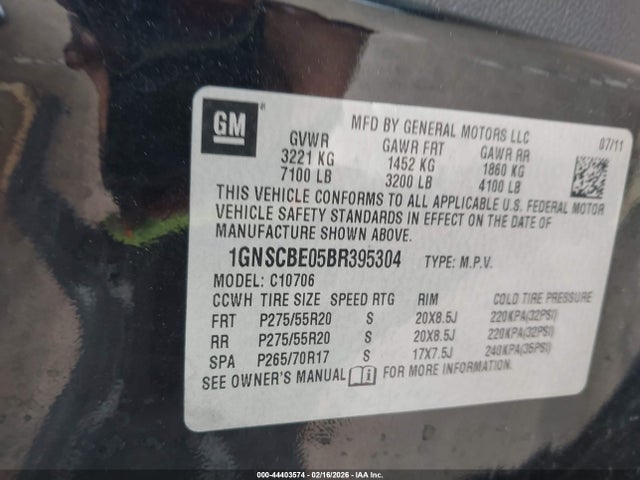 GM
MFD BY GENERAL MOTORS LLC
07/11
GVWR GAWR FRT GAWR RR
3221 KG 1452 KG 1860 KG
7100 LB 3200 LB 4100 LB
THIS VEHICLE CONFORMS TO ALL APPLICABLE U.S. FEDERAL MOTOR
VEHICLE SAFETY STANDARDS IN EFFECT ON THE DATE OF
MANUFACTURE SHOWN ABOVE.
1GNSCBE05BR395304 TYPE: M.P.V.
MODEL: C10706
CCWH TIRE SIZE SPEED RTG RIM COLD TIRE PRESSURE
FRT P275/55R20 S 20X8.5J 220KPA(32PSI)
RR P275/55R20 S 20X8.5J 220KPA(32PSI)
SPA P265/70R17 S 17X7.5J 240KPA(35PSI)
SEE OWNER'S MANUAL FOR MORE INFORMATION.
000-44403574 - 02/16/2026 - IAA Inc.